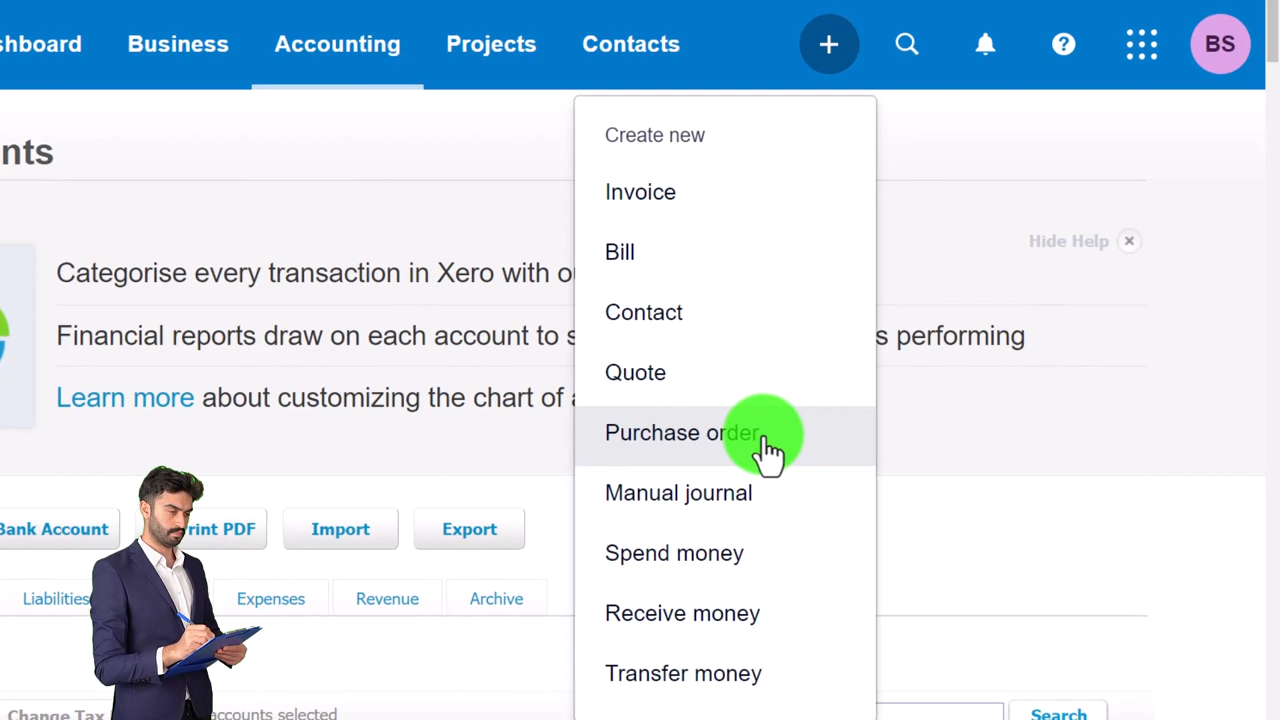 shboard Business Accounting Projects Contacts + ? BS
nts
Create new
Invoice
Bill
Contact
Quote
Purchase order
Manual journal
Spend money
Receive money
Transfer money
Hide Help
Categorise every transaction in Xero with o
Financial reports draw on each account to s s performing
Learn more about customizing the chart of a
Bank Account rint PDF Import Export
Liabilities Expenses Revenue Archive
Change Tax accounts selected Search